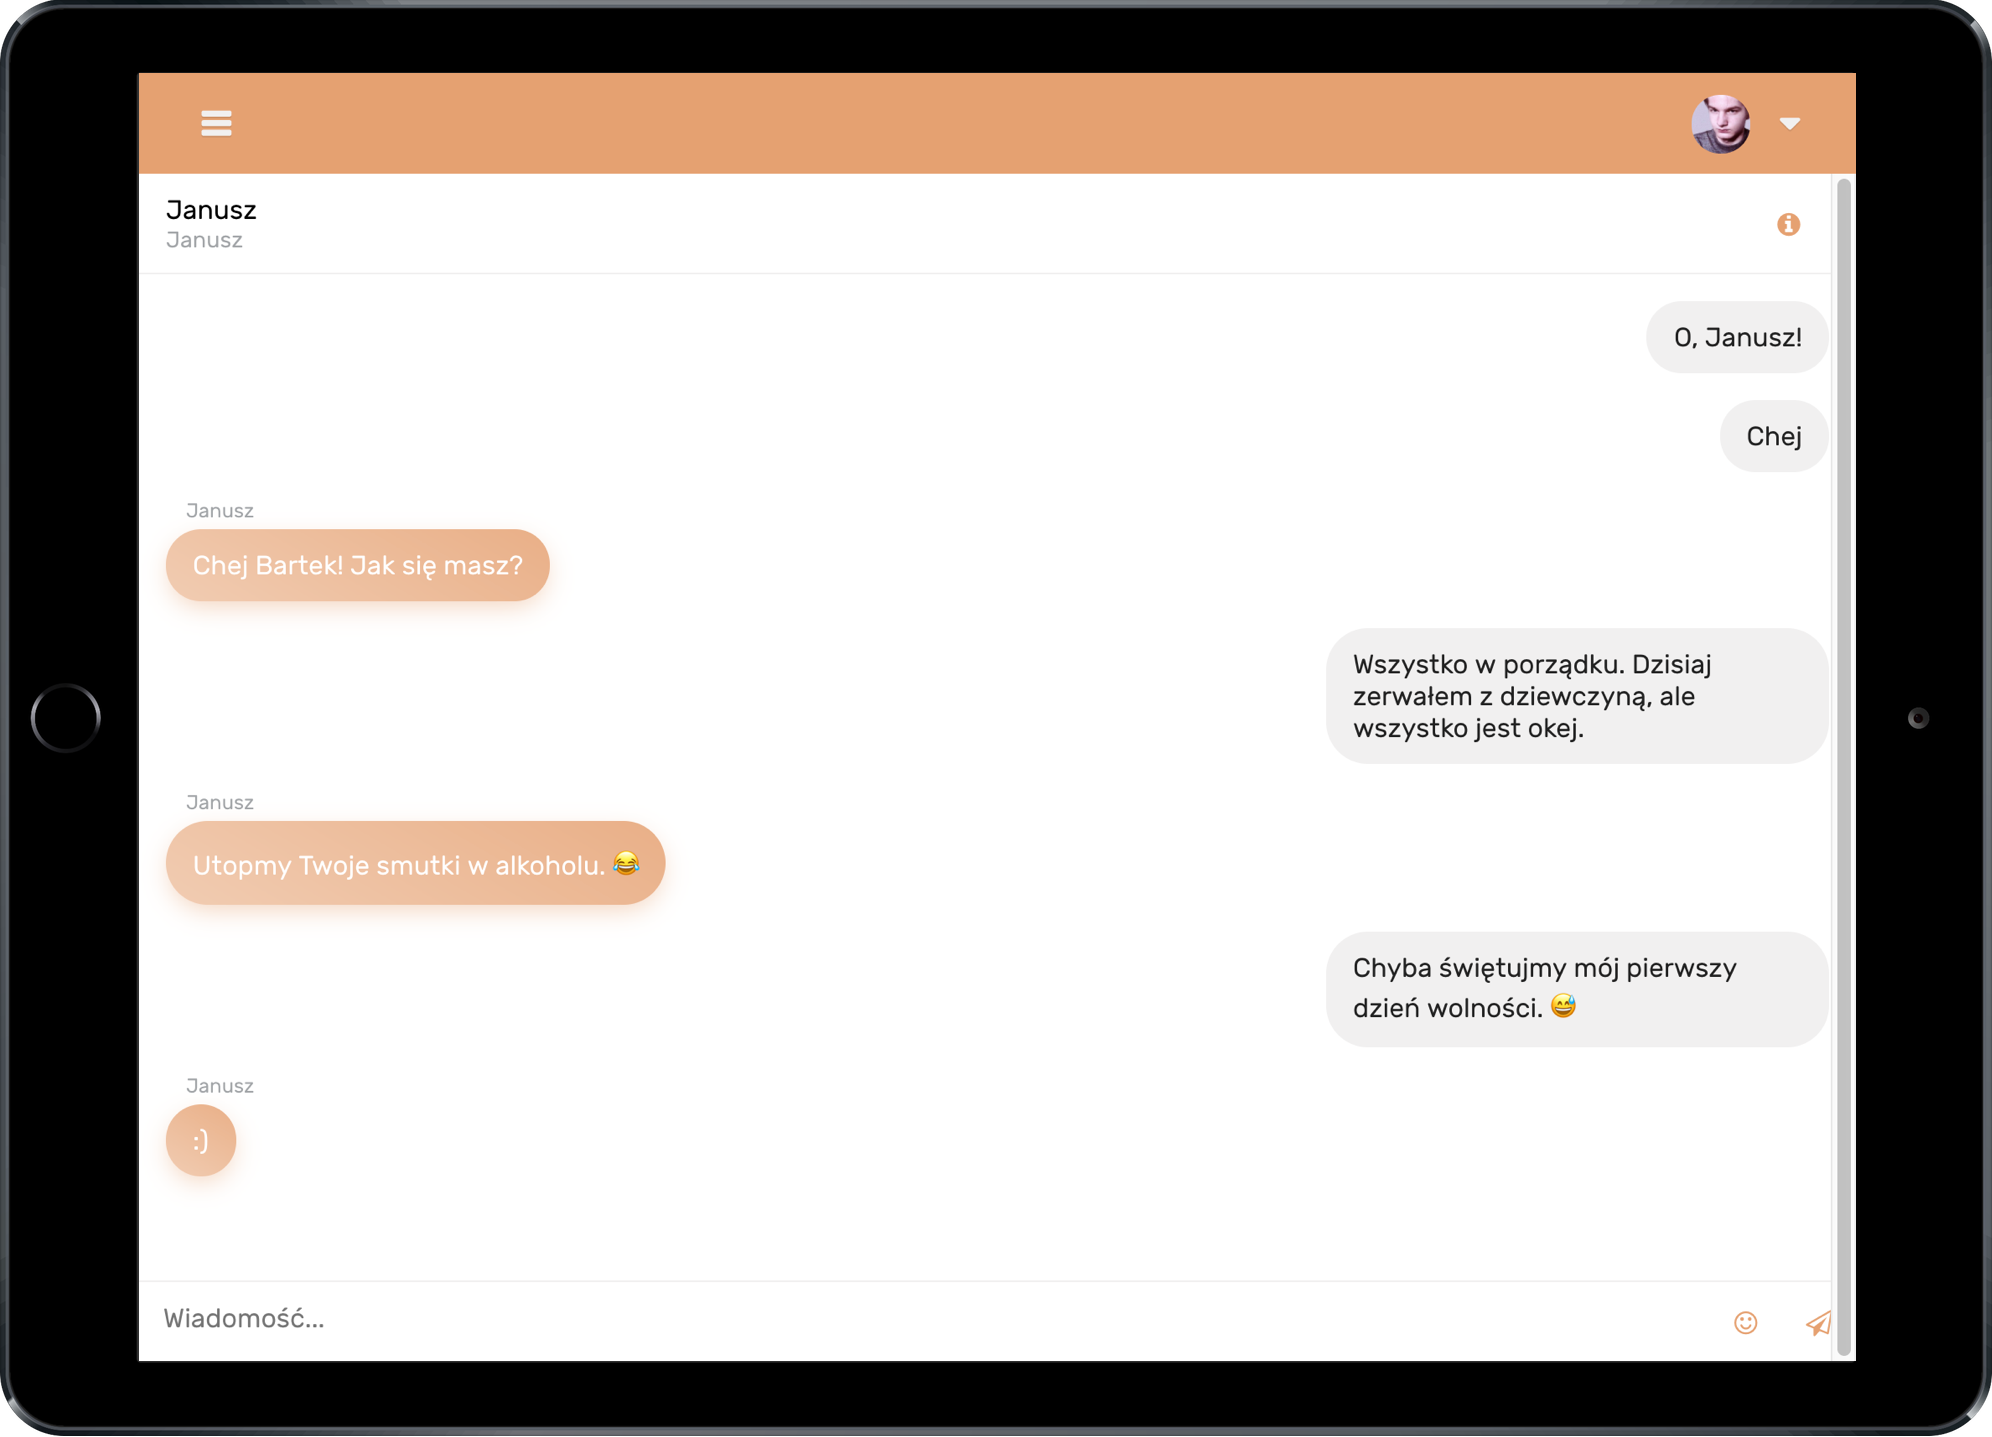 Janusz
Janusz
O, Janusz!
Chej
Janusz
Chej Bartek! Jak się masz?
Wszystko w porządku. Dzisiaj
zerwałem z dziewczyną, ale
wszystko jest okej.
Janusz
Utopmy Twoje smutki w alkoholu. 😂
Chyba świętujmy mój pierwszy
dzień wolności. 😅
Janusz
:)
Wiadomość...